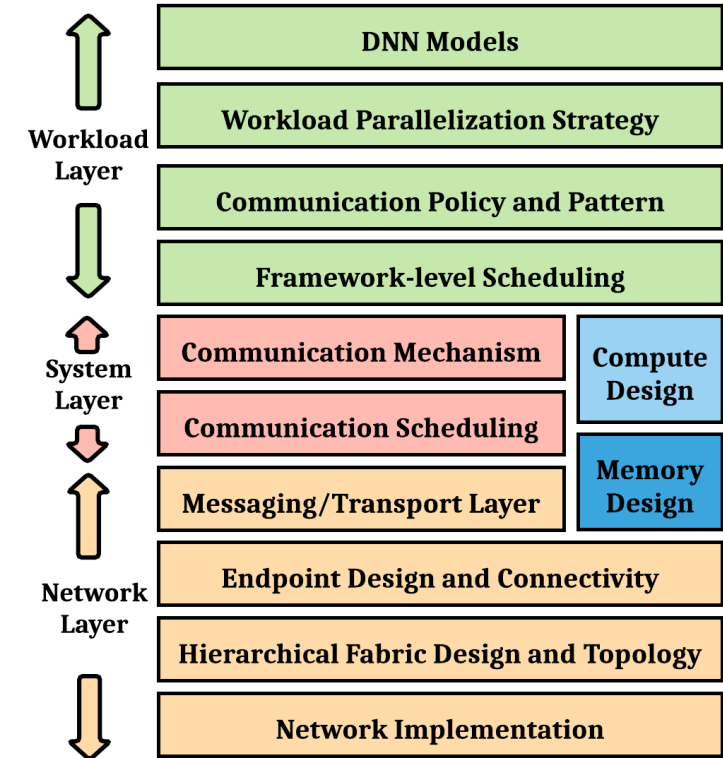 DNN Models
Workload Parallelization Strategy
Workload
Layer
Communication Policy and Pattern
Framework-level Scheduling
Communication Mechanism
Compute
Design
System
Layer
Communication Scheduling
Memory
Design
Messaging/Transport Layer
Endpoint Design and Connectivity
Network
Layer
Hierarchical Fabric Design and Topology
Network Implementation